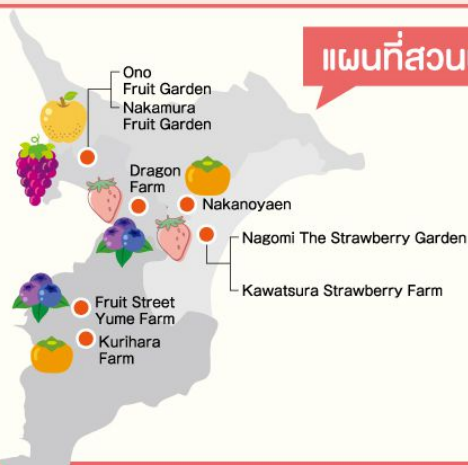 แผนที่สวน
Ono
Fruit Garden
Nakamura
Fruit Garden
Dragon
Farm
Nakanoyaen
Nagomi The Strawberry Garden
Kawatsura Strawberry Farm
Fruit Street
Yume Farm
Kurihara
Farm